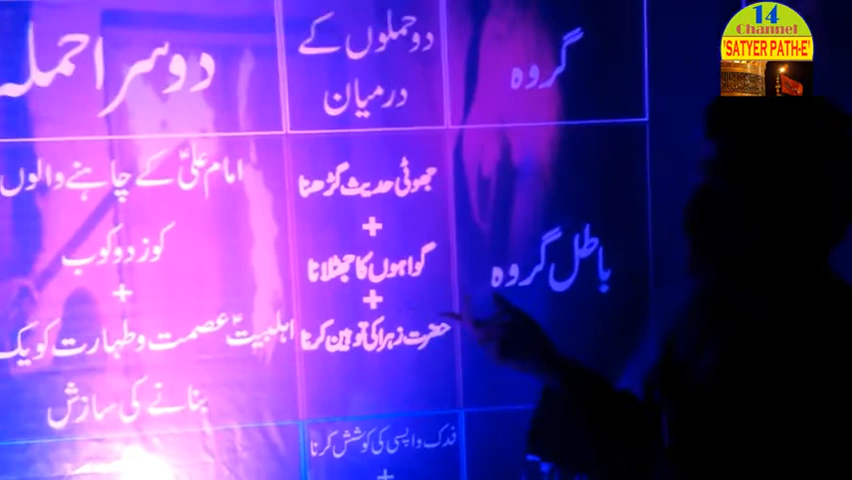 14
Channel
'SATYER PATH-E'
گروہ
دو حملوں کے
درمیان
دوسرا حملہ
باطل گروہ
جھوٹی حدیث گڑھنا
+
گواہوں کا جھٹلانا
+
حضرت زہرا کی توہین کرنا
امام علیؑ کے چاہنے والوں
کو زدوکوب
+
اہلبیتؑ عصمت و طہارت کو
بنانے کی سازش
فدک واپسی کی کوشش کرنا
+